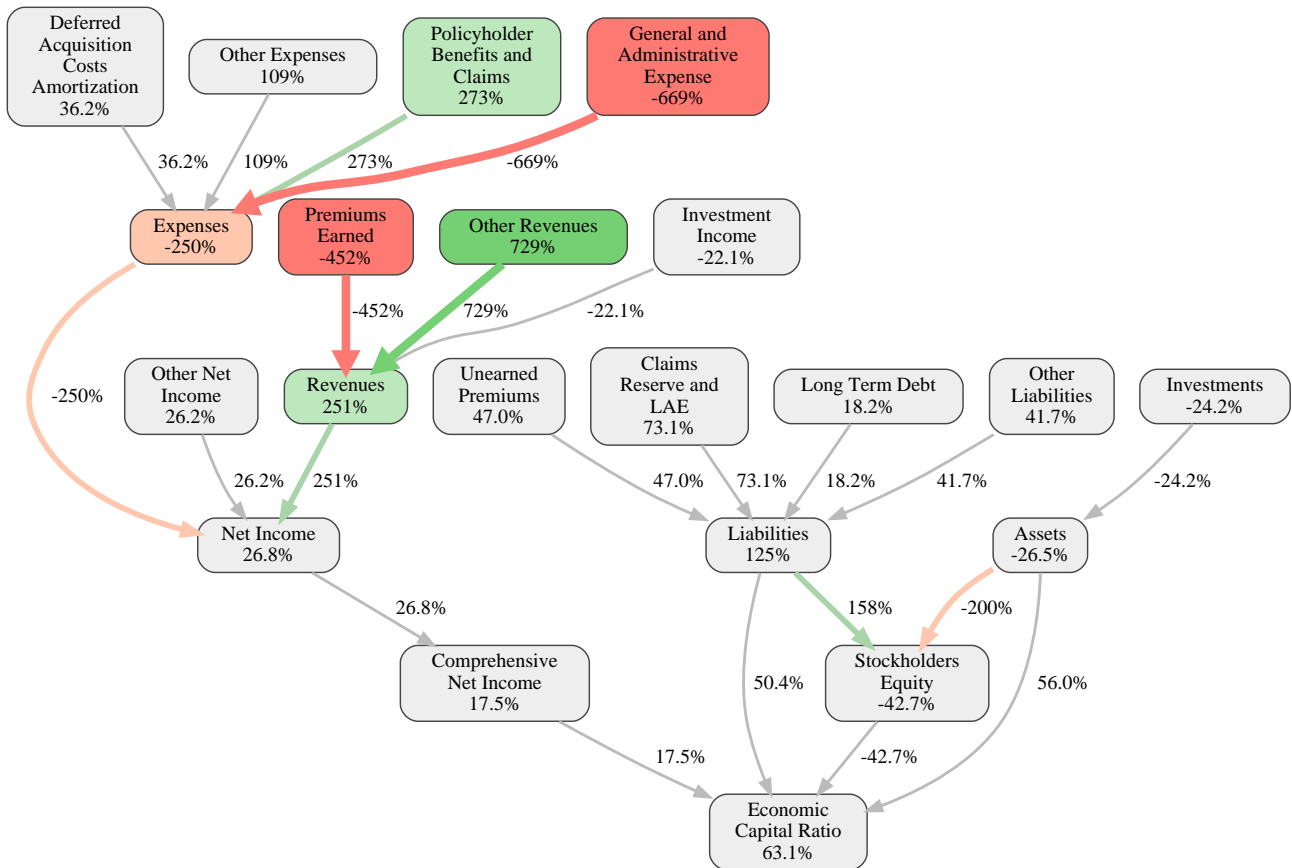 Deferred
Acquisition
Costs
Amortization
36.2%
Other Expenses
109%
Policyholder
Benefits and
Claims
273%
General and
Administrative
Expense
-669%
36.2%
109%
273%
-669%
Expenses
-250%
Premiums
Earned
-452%
Other Revenues
729%
Investment
Income
-22.1%
-452%
729%
-22.1%
-250%
Other Net
Income
26.2%
Revenues
251%
Unearned
Premiums
47.0%
Claims
Reserve and
LAE
73.1%
Long Term Debt
18.2%
Other
Liabilities
41.7%
Investments
-24.2%
26.2%
251%
47.0%
73.1%
18.2%
41.7%
-24.2%
Net Income
26.8%
Liabilities
125%
Assets
-26.5%
26.8%
158%
-200%
Comprehensive
Net Income
17.5%
50.4%
Stockholders
Equity
-42.7%
56.0%
17.5%
-42.7%
Economic
Capital Ratio
63.1%